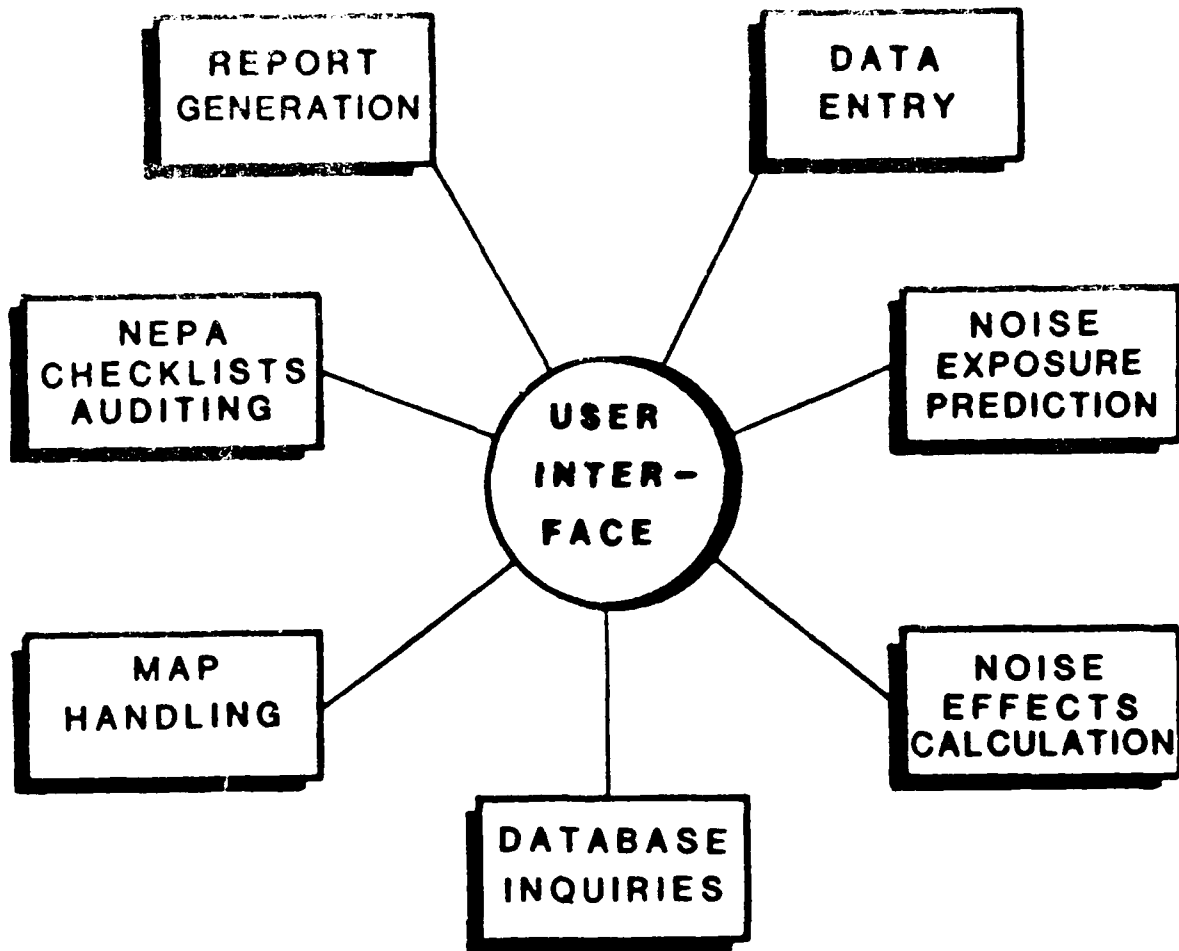 REPORT
GENERATION
DATA
ENTRY
NEPA
CHECKLISTS
AUDITING
NOISE
EXPOSURE
PREDICTION
USER
INTER-
FACE
MAP
HANDLING
NOISE
EFFECTS
CALCULATION
DATABASE
INQUIRIES